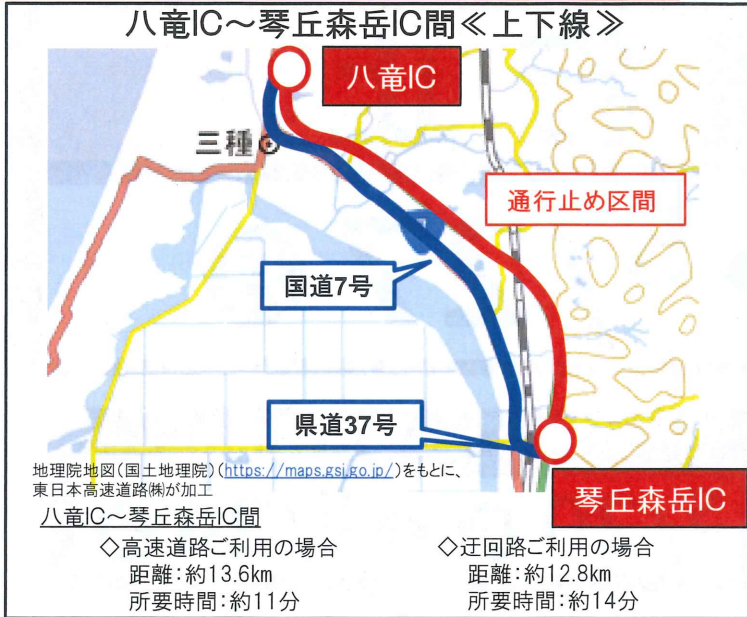 八竜IC～琴丘森岳IC間≪上下線≫
八竜IC
三種
通行止め区間
国道7号
県道37号
地理院地図(国土地理院)(https://maps.gsi.go.jp/)をもとに、
東日本高速道路㈱が加工
琴丘森岳IC
八竜IC～琴丘森岳IC間
◇高速道路ご利用の場合
距離:約13.6km
所要時間:約11分
◇迂回路ご利用の場合
距離:約12.8km
所要時間:約14分